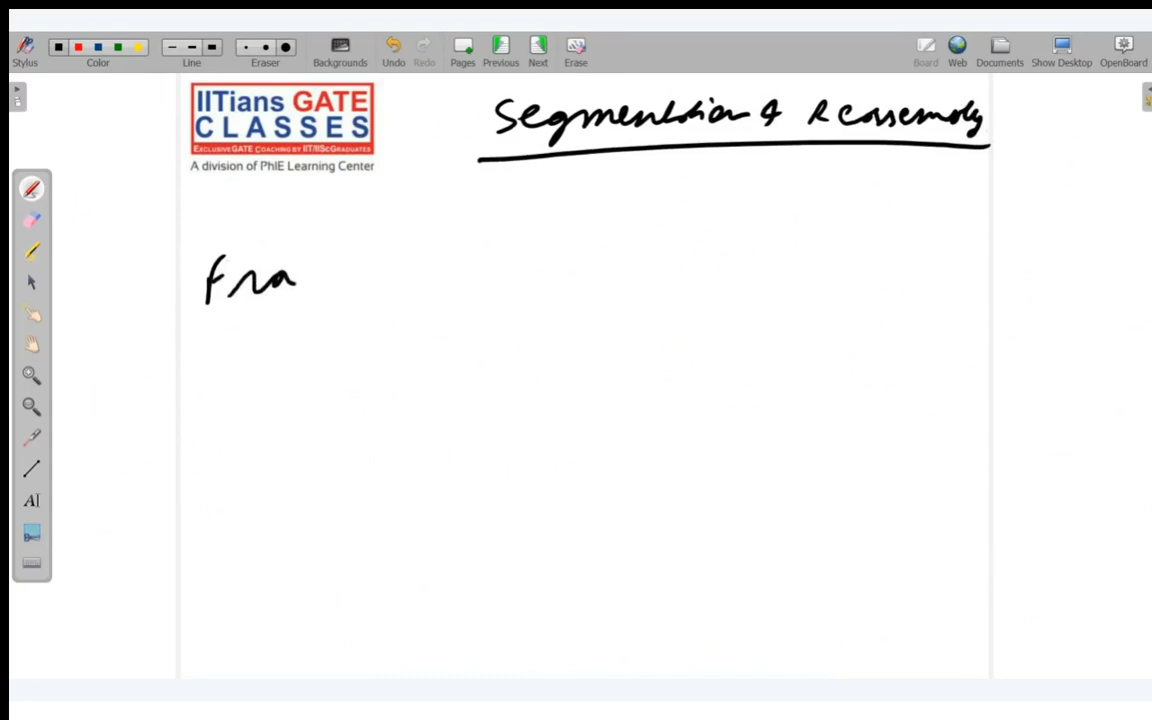 Stylus Color Line Eraser Backgrounds Undo Redo Pages Previous Next Erase Board Web Documents Show Desktop OpenBoard
IITians GATE
CLASSES
EXCLUSIVE GATE COACHING BY IIT/IISC GRADUATES
A division of PhIE Learning Center
Segmentation & Reassembly
Fra
AI